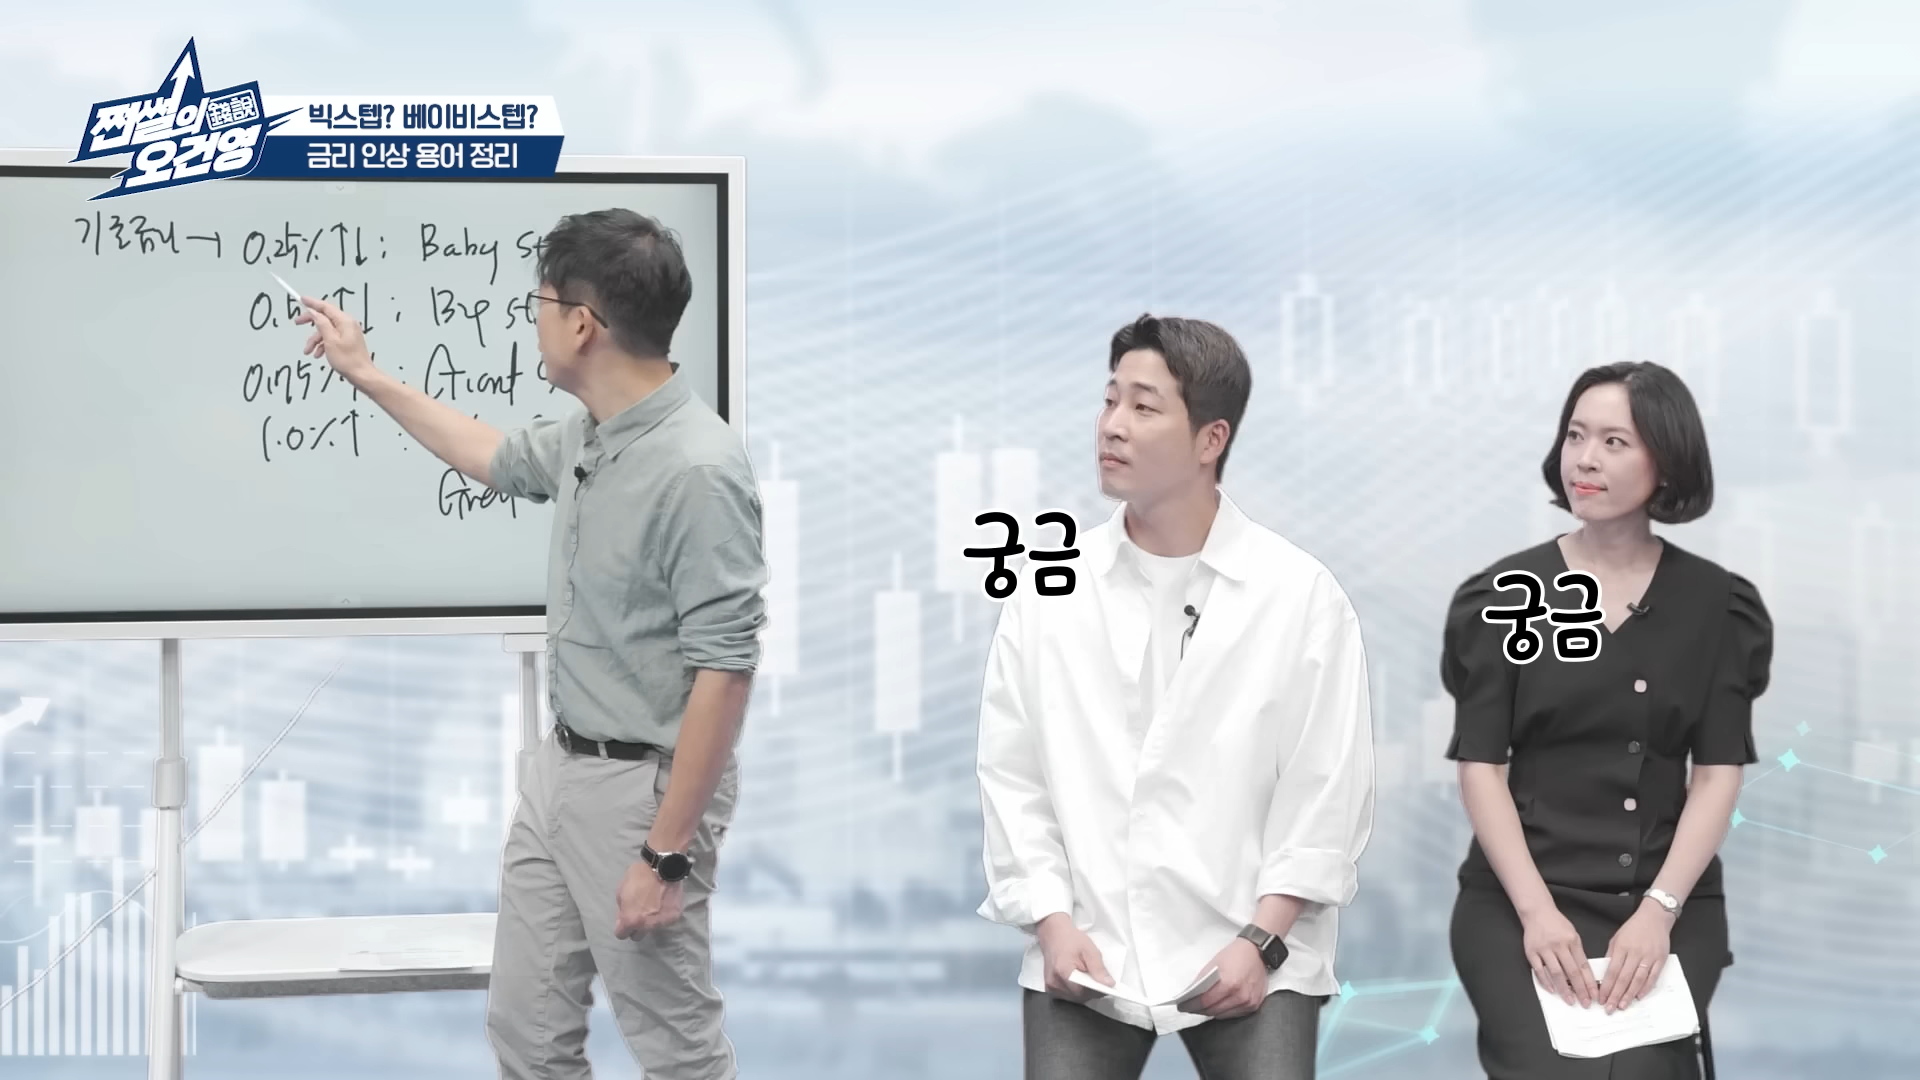 쩐쌀의 錢說
오건영
빅스텝? 베이비스텝?
금리 인상 용어 정리
기준금리 → 0.25% ↑↓ : Baby St
0.5% ↑↓ : Big st
0.75% : Giant S
1.0% ↑ :
궁금
궁금